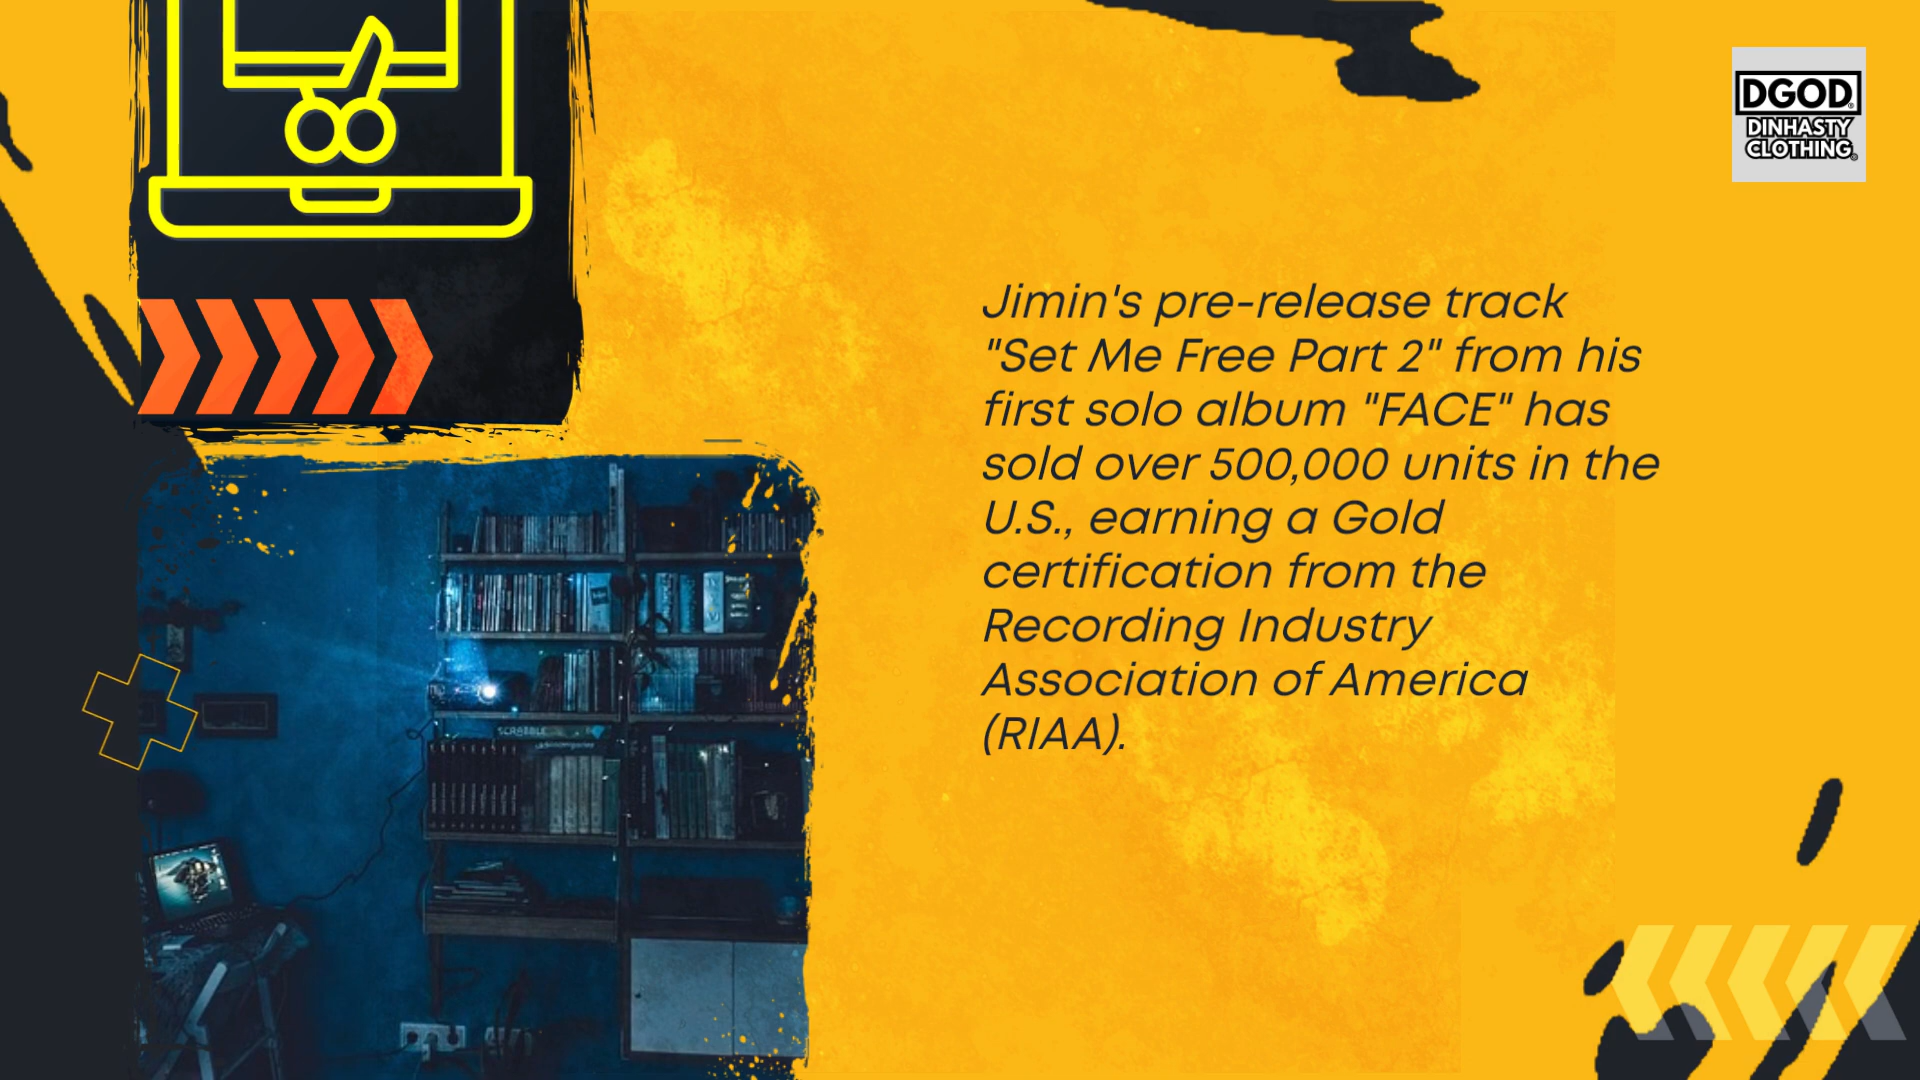 DGOD
DINHASTY
CLOTHING
Jimin's pre-release track
"Set Me Free Part 2" from his
first solo album "FACE" has
sold over 500,000 units in the
U.S., earning a Gold
certification from the
Recording Industry
Association of America
(RIAA).
SCRABBLE